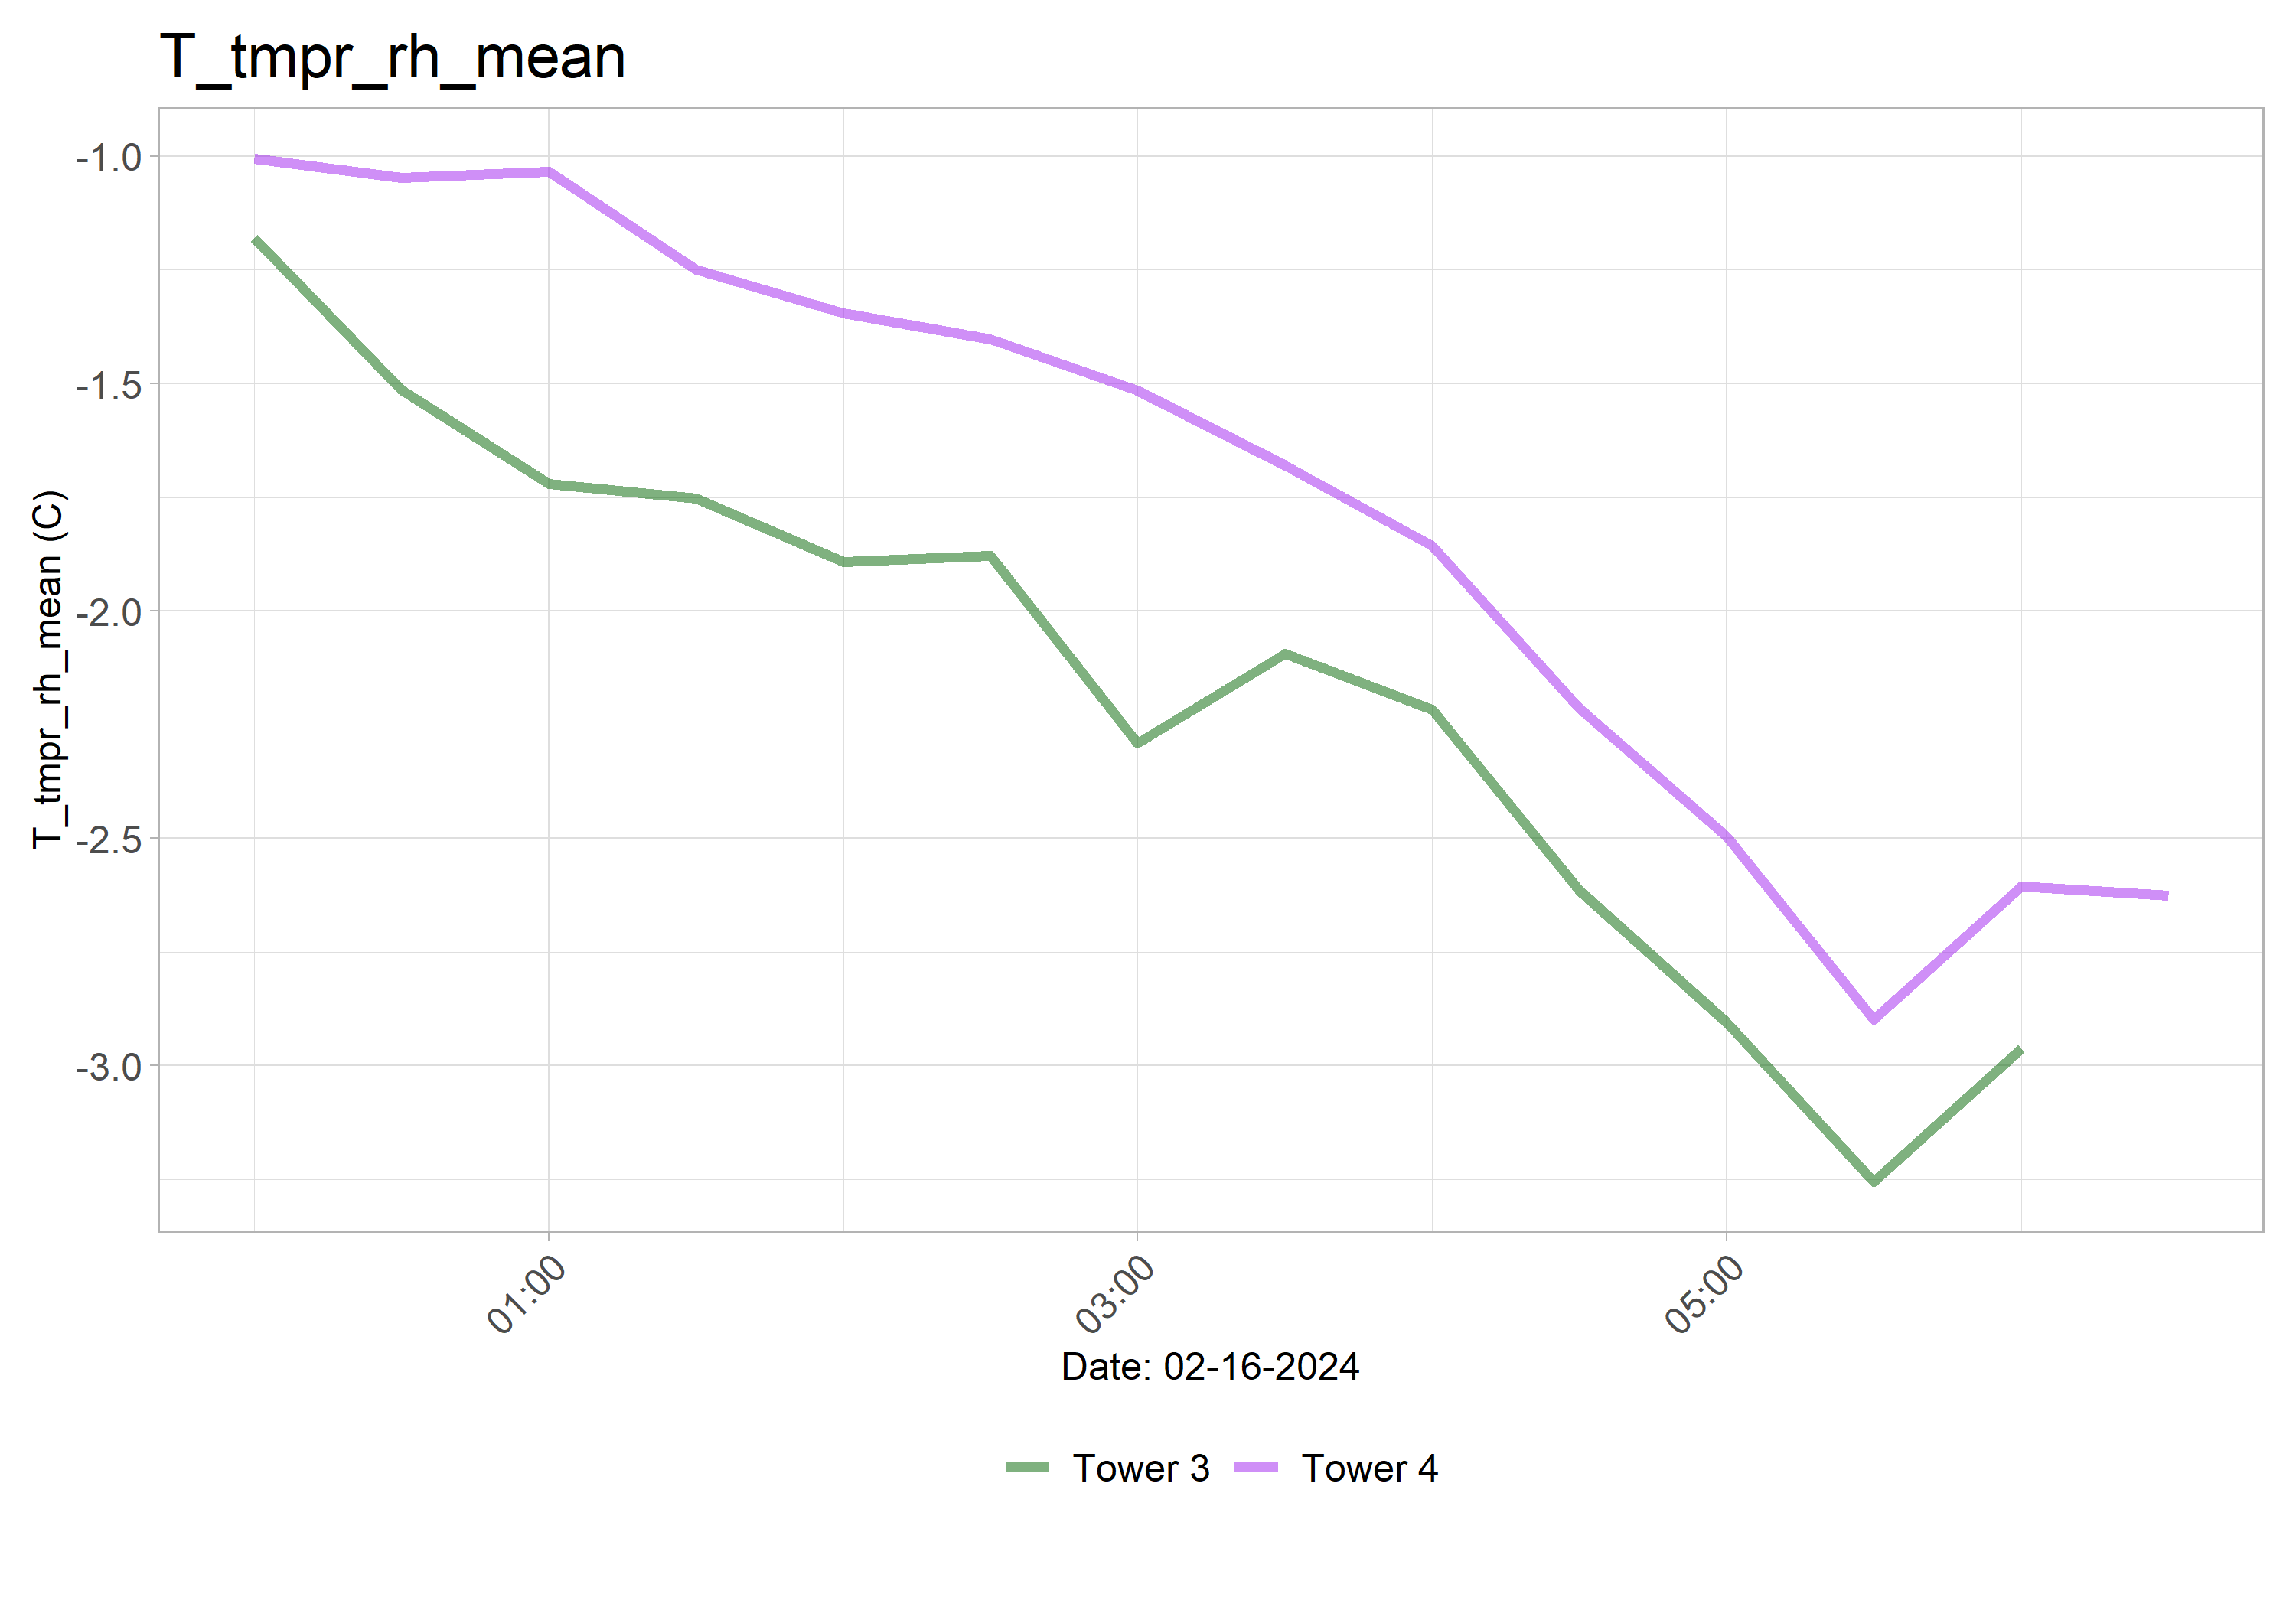 T_tmpr_rh_mean
T_tmpr_rh_mean (C)
-1.0
-1.5
-2.0
-2.5
-3.0
01:00
03:00
05:00
Date: 02-16-2024
Tower 3
Tower 4